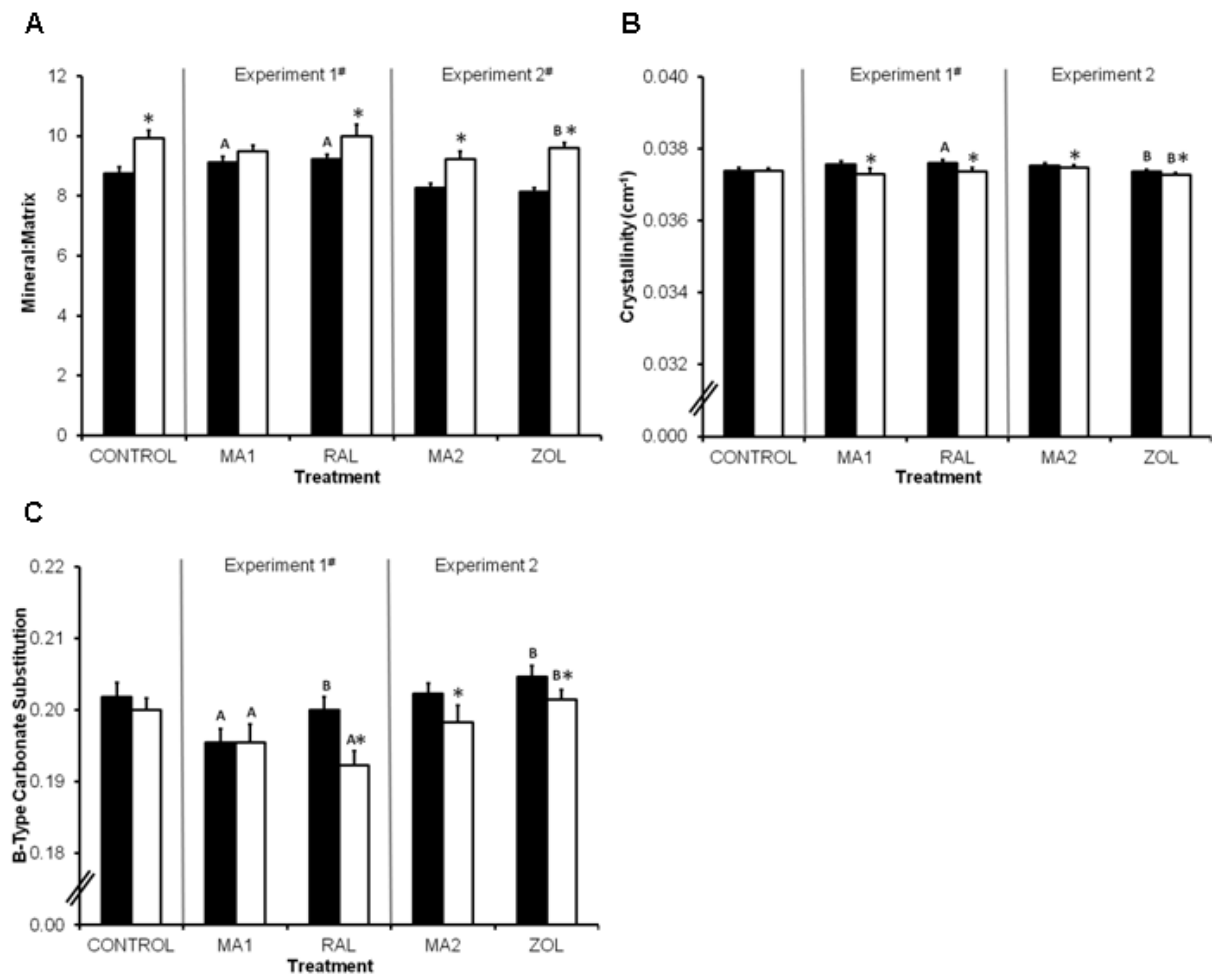 A
Experiment 1#
Experiment 2#
Mineral:Matrix
12
10
8
6
4
2
0
*
A
A
*
*
B *
CONTROL
MA1
RAL
MA2
ZOL
Treatment
B
Experiment 1#
Experiment 2
Crystallinity (cm-1)
0.040
0.038
0.036
0.034
0.032
0.000
*
A
*
*
B
B*
CONTROL
MA1
RAL
MA2
ZOL
Treatment
C
Experiment 1#
Experiment 2
B-Type Carbonate Substitution
0.22
0.21
0.20
0.19
0.18
0.00
A
A
B
A*
*
B
B*
CONTROL
MA1
RAL
MA2
ZOL
Treatment